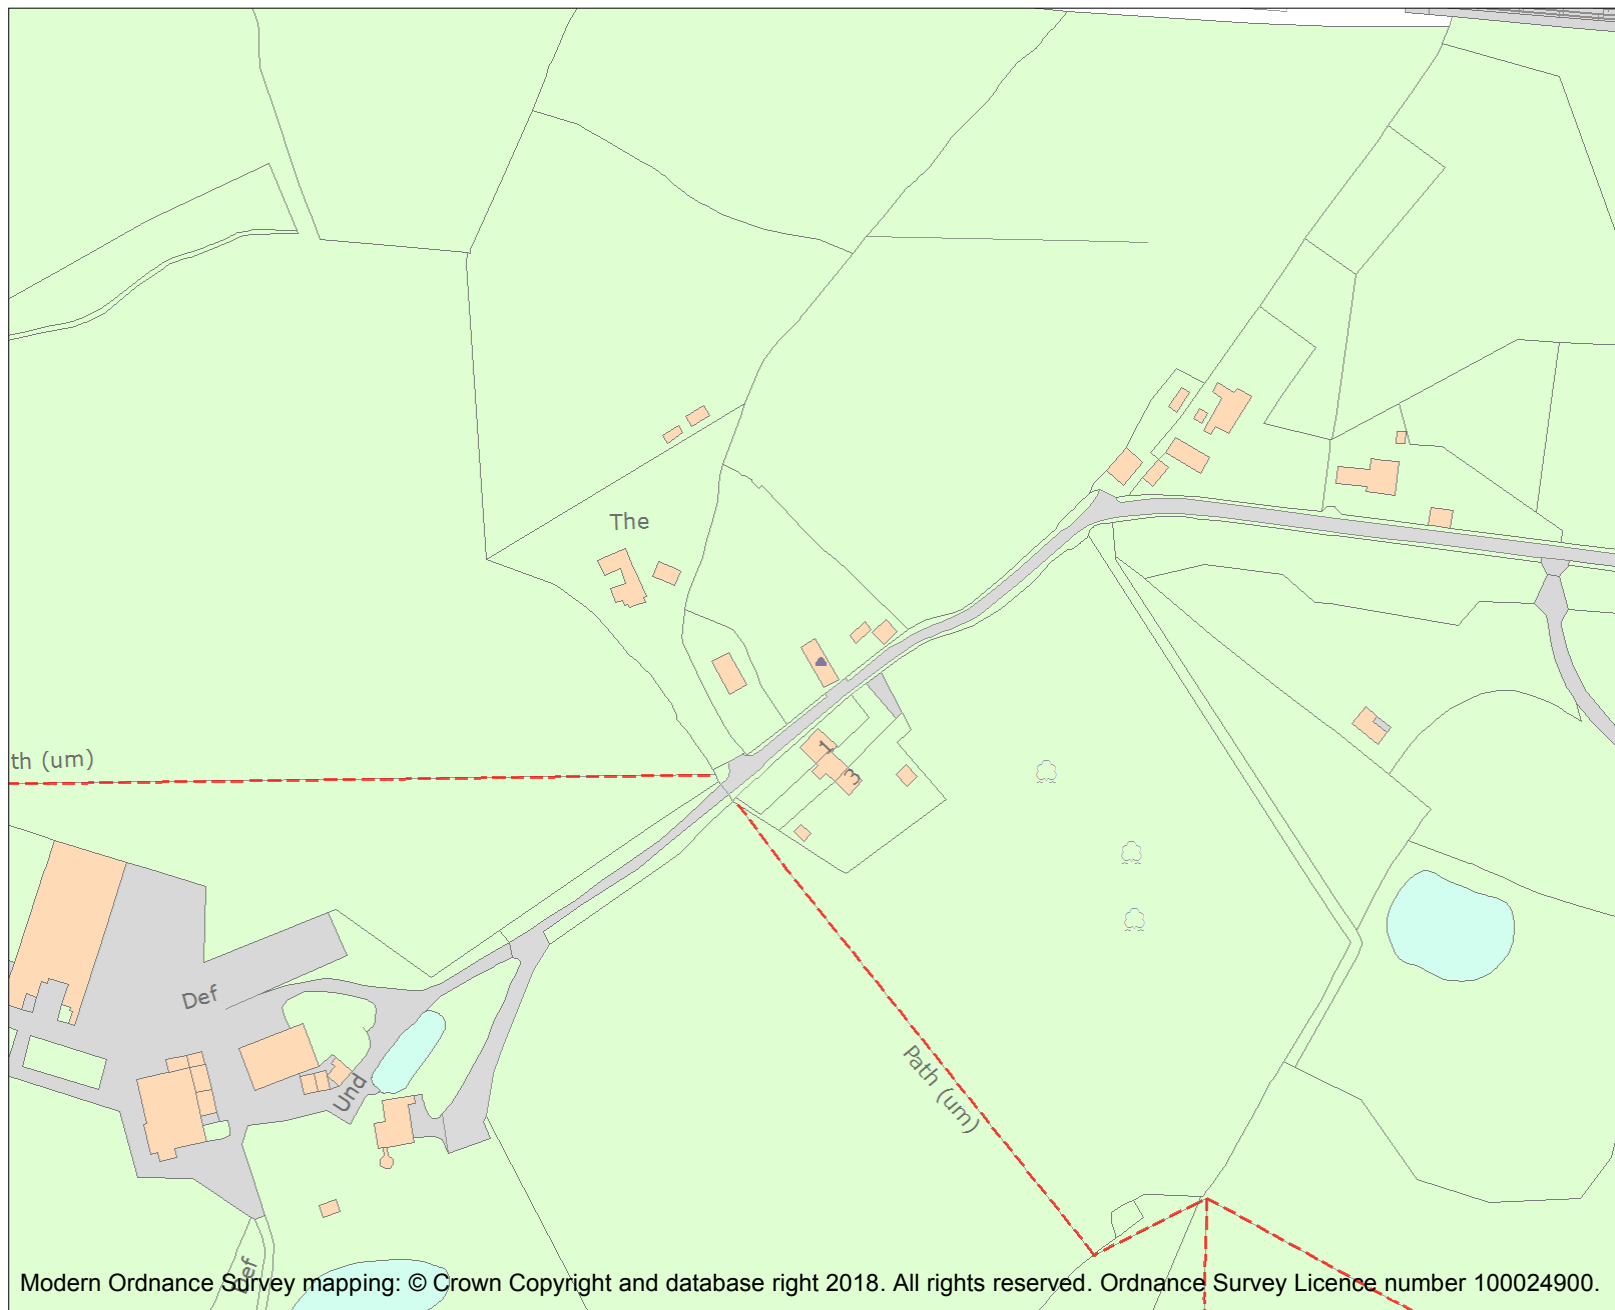 The
th (um)
1
3
Def
Und
Path (um)
Def
Modern Ordnance Survey mapping: © Crown Copyright and database right 2018. All rights reserved. Ordnance Survey Licence number 100024900.